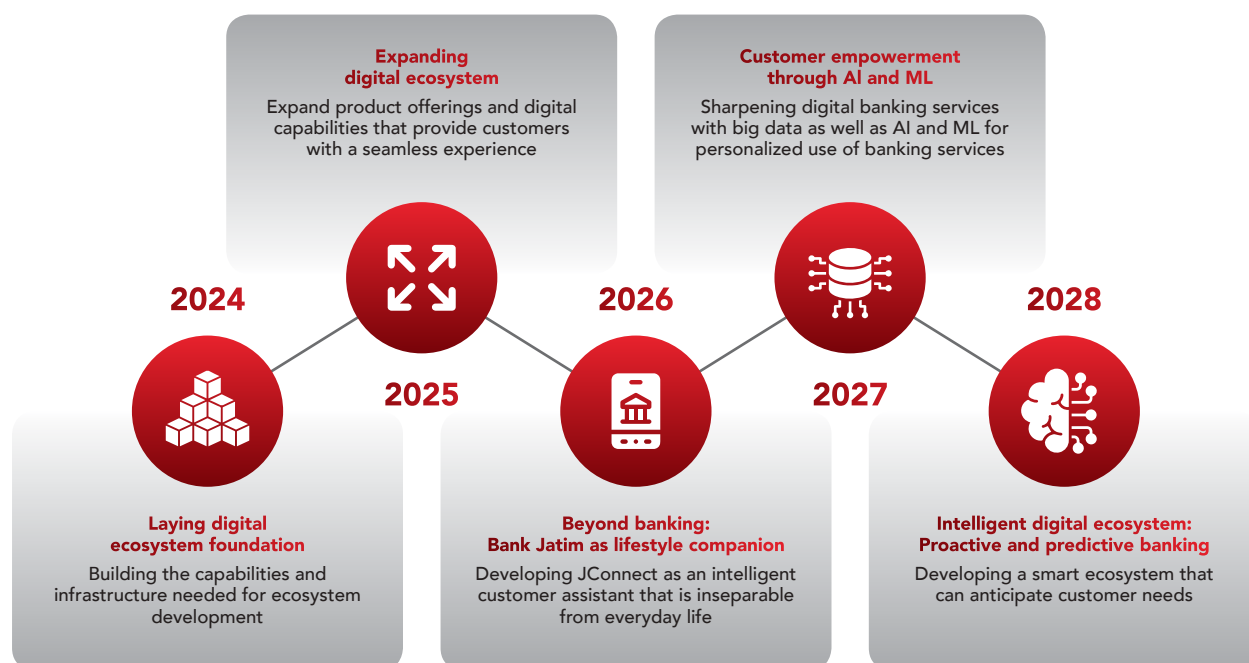 2024
Laying digital
ecosystem foundation
Building the capabilities and
infrastructure needed for ecosystem
development
Expanding
digital ecosystem
Expand product offerings and digital
capabilities that provide customers
with a seamless experience
2025
2026
Beyond banking:
Bank Jatim as lifestyle companion
Developing JConnect as an intelligent
customer assistant that is inseparable
from everyday life
Customer empowerment
through AI and ML
Sharpening digital banking services
with big data as well as AI and ML for
personalized use of banking services
2027
2028
Intelligent digital ecosystem:
Proactive and predictive banking
Developing a smart ecosystem that
can anticipate customer needs